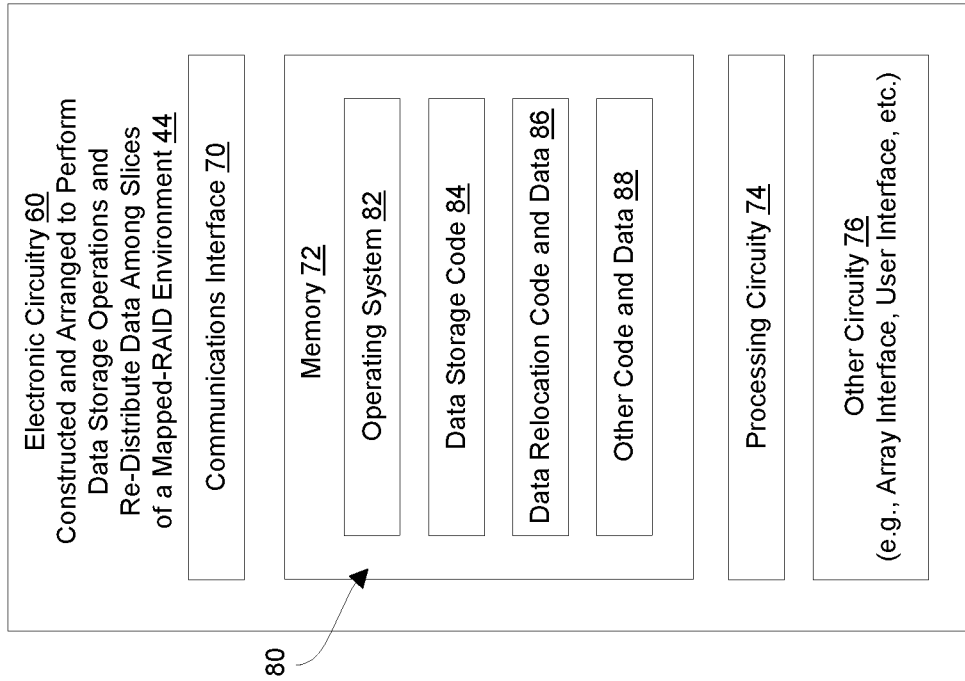 Electronic Circuitry 60
Constructed and Arranged to Perform
Data Storage Operations and
Re-Distribute Data Among Slices
of a Mapped-RAID Environment 44
Communications Interface 70
Memory 72
Operating System 82
Data Storage Code 84
Data Relocation Code and Data 86
Other Code and Data 88
Processing Circuity 74
Other Circuity 76
(e.g., Array Interface, User Interface, etc.)
80